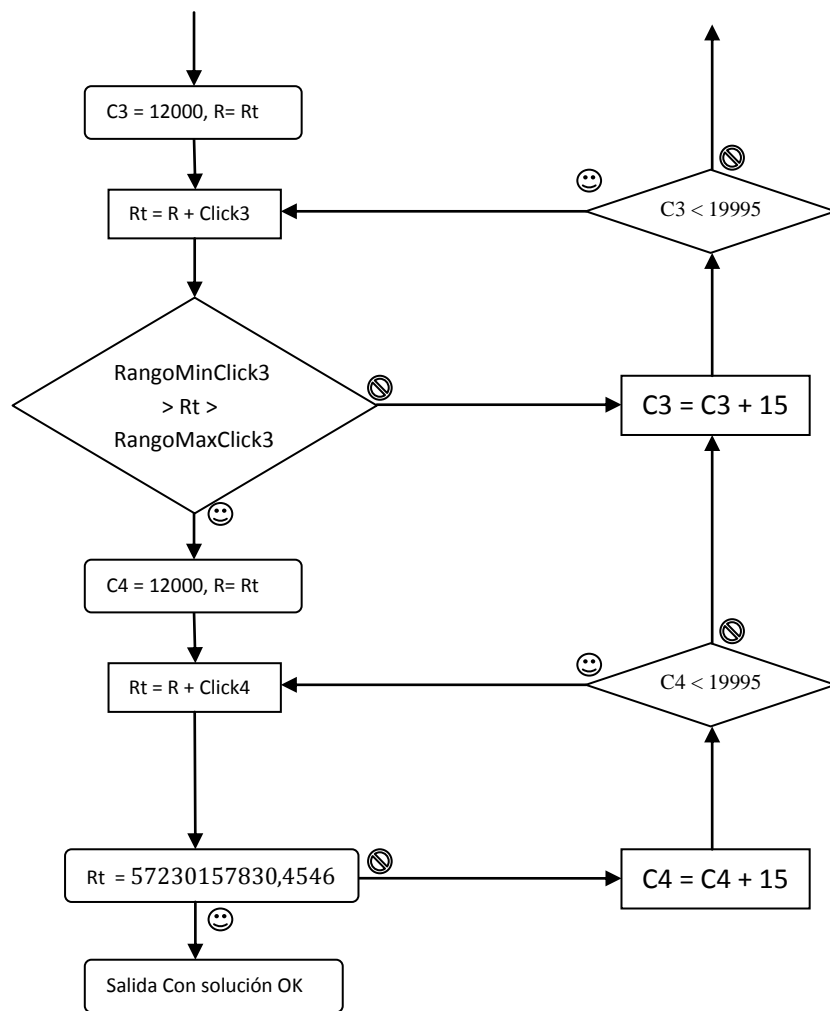 C3 = 12000, R= Rt
Rt = R + Click3
C3 < 19995
RangoMinClick3
> Rt >
RangoMaxClick3
C3 = C3 + 15
C4 = 12000, R= Rt
Rt = R + Click4
C4 < 19995
Rt = 57230157830,4546
C4 = C4 + 15
Salida Con solución OK